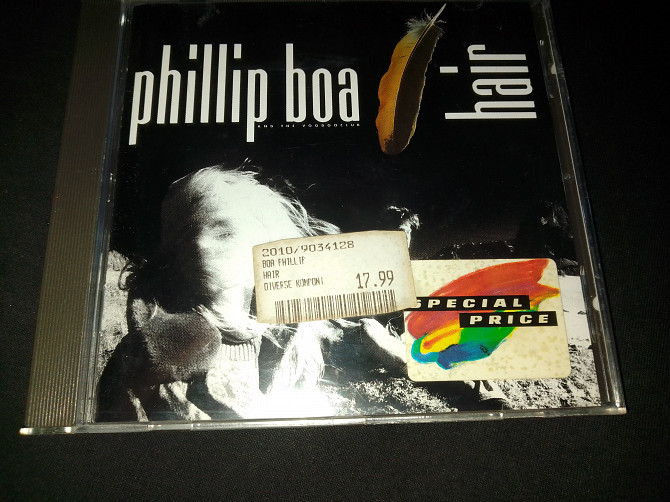 phillip boa
AND THE VOODOOCLUB
hair
2010/9034128
BOA PHILLIP
HAIR
DIVERSE KOMPONI
17.99
SPECIAL
PRICE